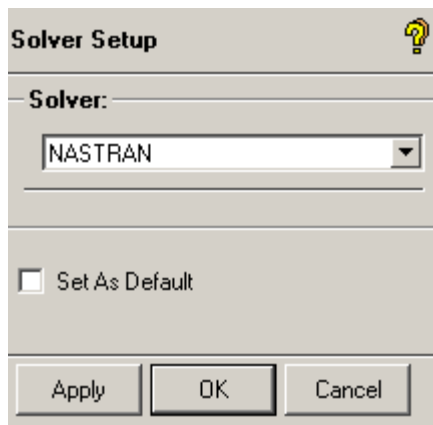 Solver Setup
Solver:
NASTRAN
Set As Default
Apply OK Cancel